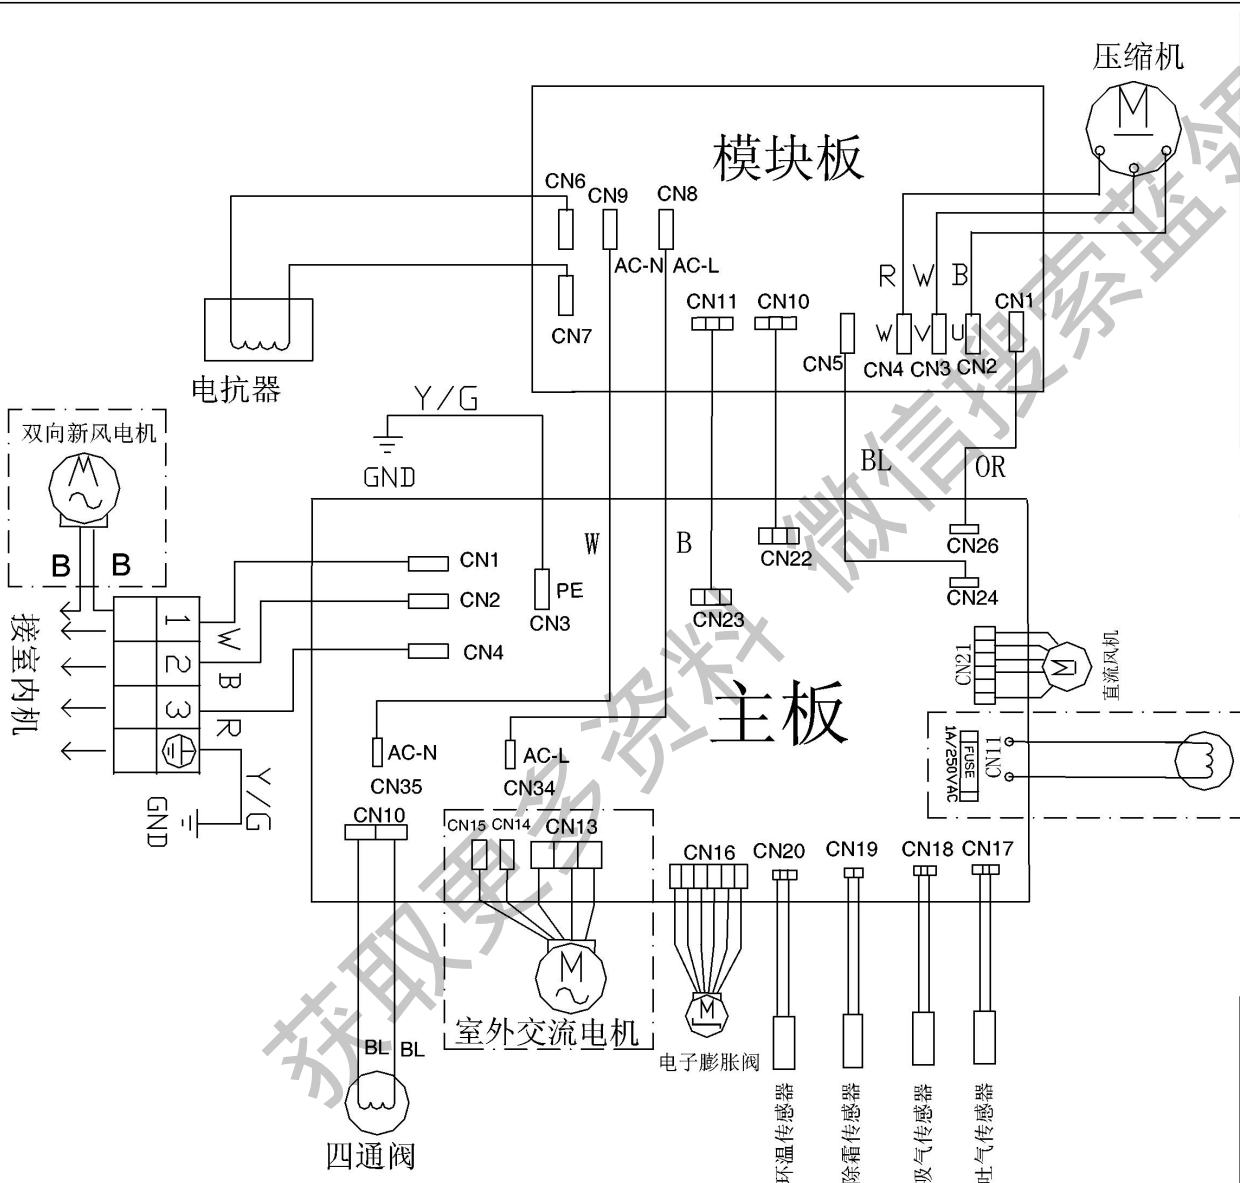 压缩机
M
模块板
CN6
CN9
CN8
AC-N
AC-L
CN7
CN11
CN10
R
W
B
CN1
W
V
U
CN5
CN4
CN3
CN2
电抗器
Y/G
GND
BL
OR
双向新风电机
M
B
B
W
B
CN22
CN26
CN23
CN24
CN1
CN2
CN4
PE
CN3
接室内机
1
2
3
W
B
R
Y/G
GND
主板
CN21
M
直流风机
AC-N
CN35
AC-L
CN34
1A/250VAC
FUSE
CN11
CN10
CN15
CN14
CN13
CN16
CN20
CN19
CN18
CN17
M
室外交流电机
M
电子膨胀阀
BL
BL
四通阀
环温传感器
除霜传感器
吸气传感器
吐气传感器
获取更多资料 微信搜索蓝领